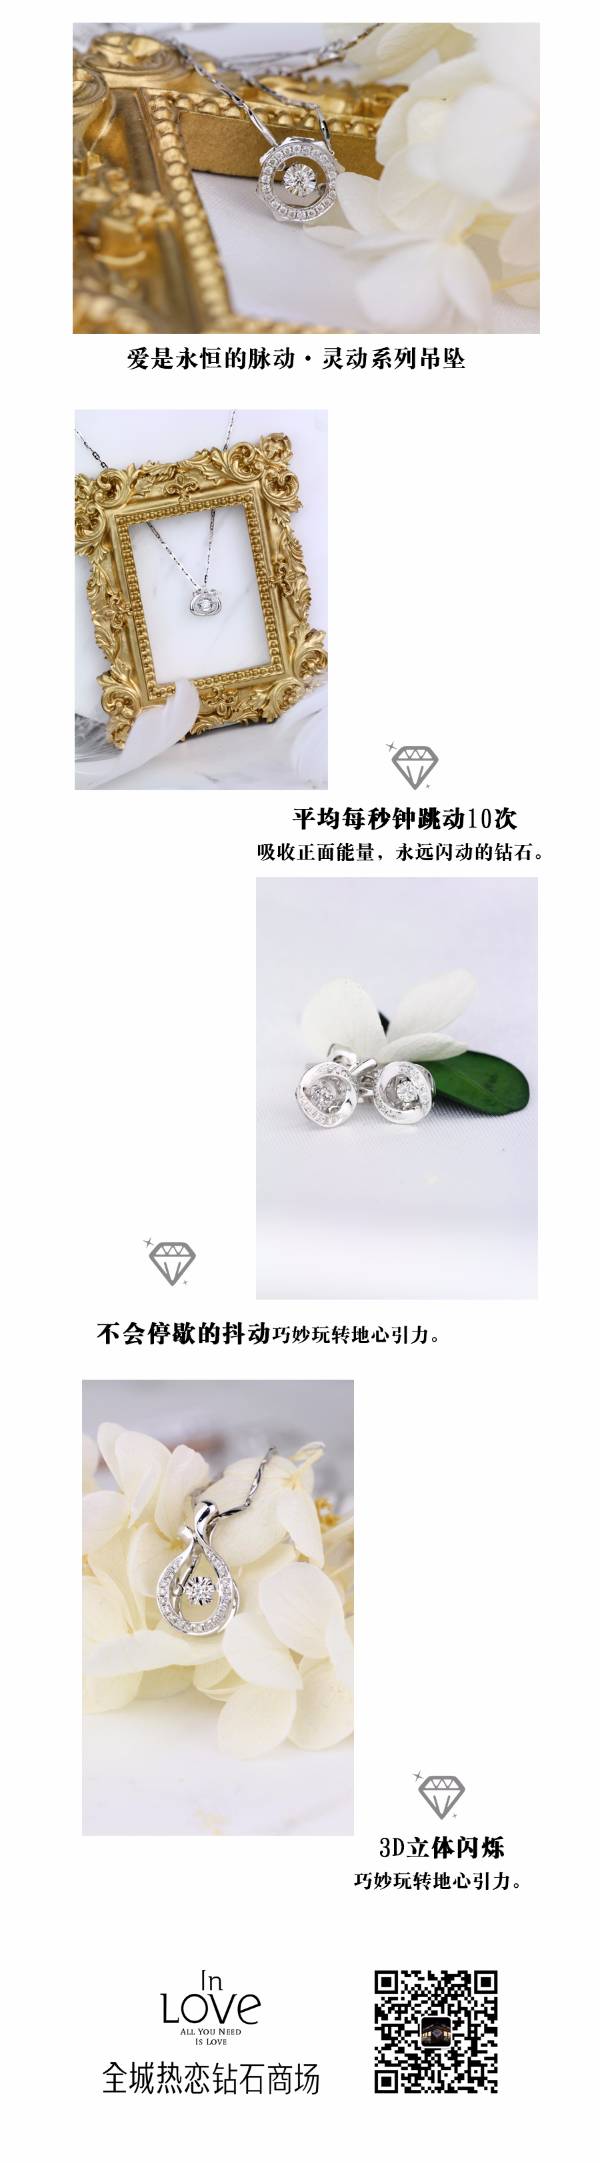 爱是永恒的脉动·灵动系列吊坠
平均每秒钟跳动10次
吸收正面能量，永远闪动的钻石。
不会停歇的抖动巧妙玩转地心引力。
3D立体闪烁
巧妙玩转地心引力。
In
LOVe
ALL YOU NEED
IS LOVE
全城热恋钻石商场